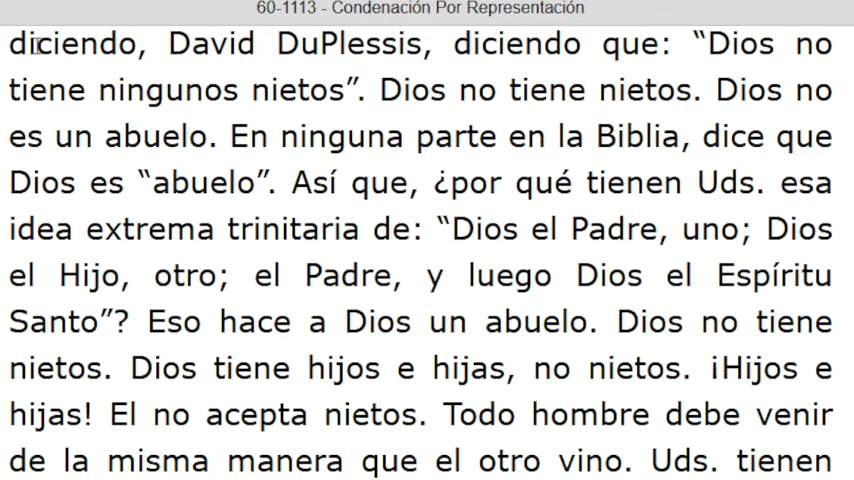 60-1113 - Condenación Por Representación
diciendo, David DuPlessis, diciendo que: “Dios no
tiene ningunos nietos”. Dios no tiene nietos. Dios no
es un abuelo. En ninguna parte en la Biblia, dice que
Dios es “abuelo”. Así que, ¿por qué tienen Uds. esa
idea extrema trinitaria de: “Dios el Padre, uno; Dios
el Hijo, otro; el Padre, y luego Dios el Espíritu
Santo”? Eso hace a Dios un abuelo. Dios no tiene
nietos. Dios tiene hijos e hijas, no nietos. ¡Hijos e
hijas! El no acepta nietos. Todo hombre debe venir
de la misma manera que el otro vino. Uds. tienen